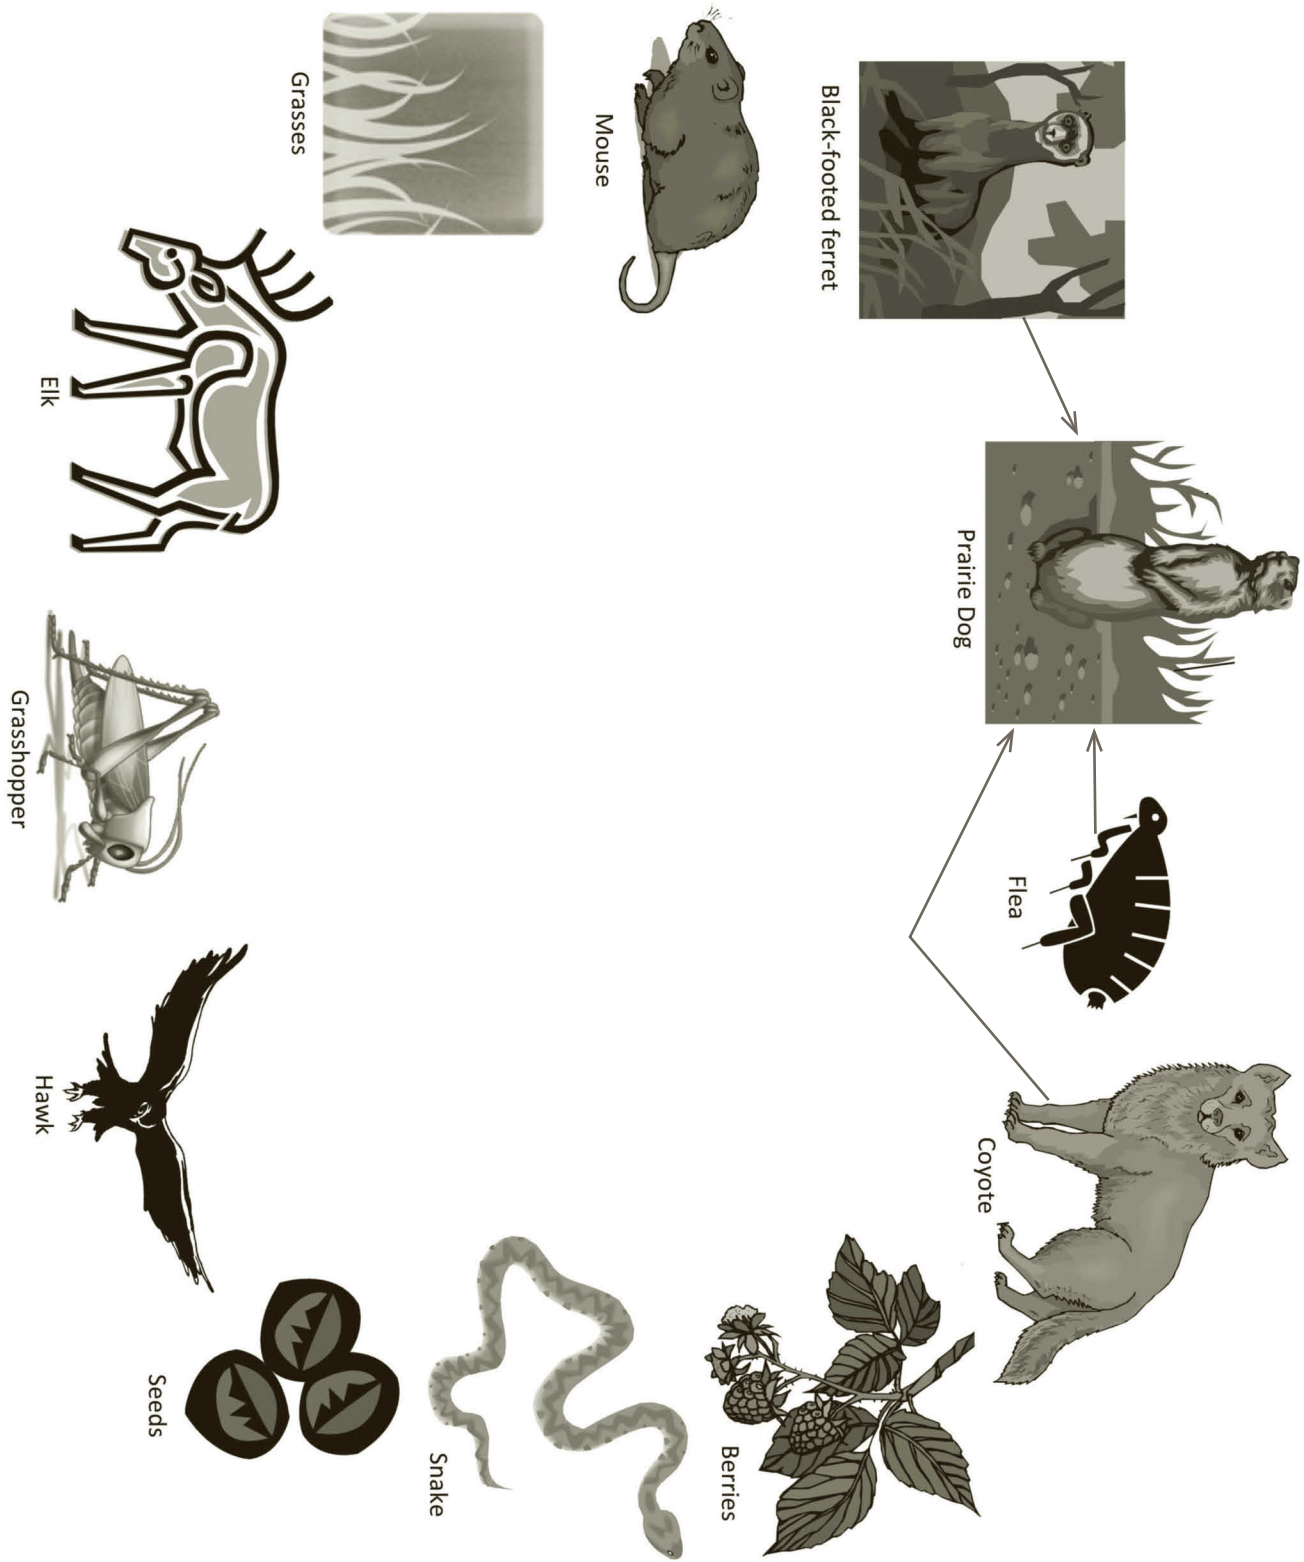 Prairie Dog
Flea
Coyote
Black-footed ferret
Berries
Mouse
Snake
Grasses
Seeds
Elk
Grasshopper
Hawk